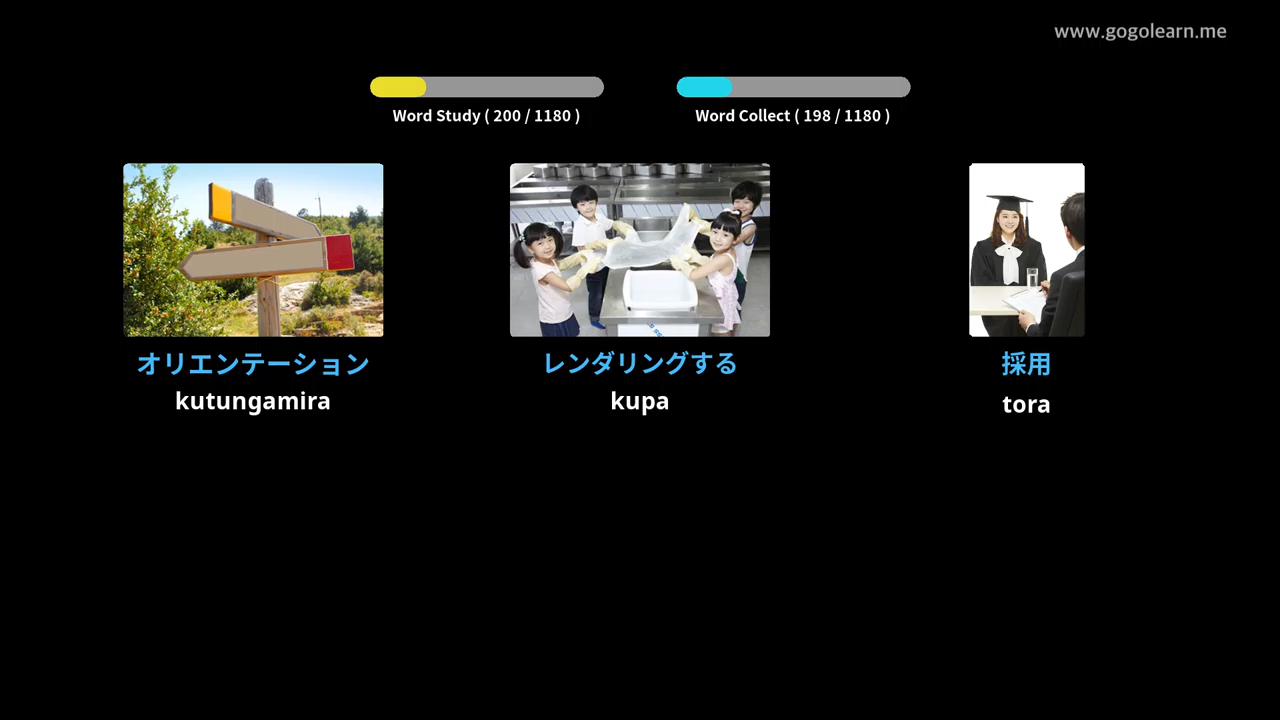 www.gogolearn.me
Word Study ( 200 / 1180 )
Word Collect ( 198 / 1180 )
オリエンテーション
kutungamira
レンダリングする
kupa
採用
tora